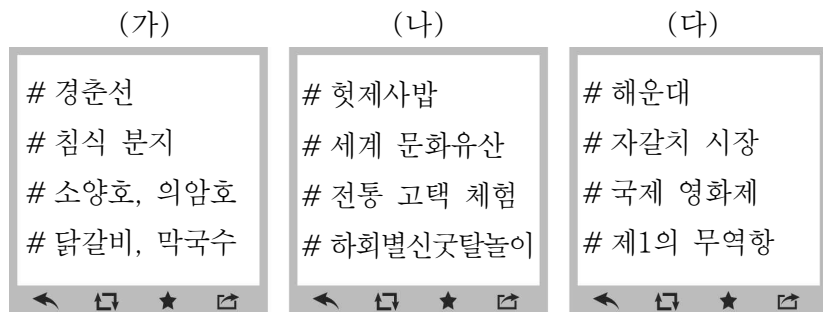 (가)
# 경춘선
# 침식 분지
# 소양호, 의암호
# 닭갈비, 막국수
(나)
# 헛제사밥
# 세계 문화유산
# 전통 고택 체험
# 하회별신굿탈놀이
(다)
# 해운대
# 자갈치 시장
# 국제 영화제
# 제1의 무역항